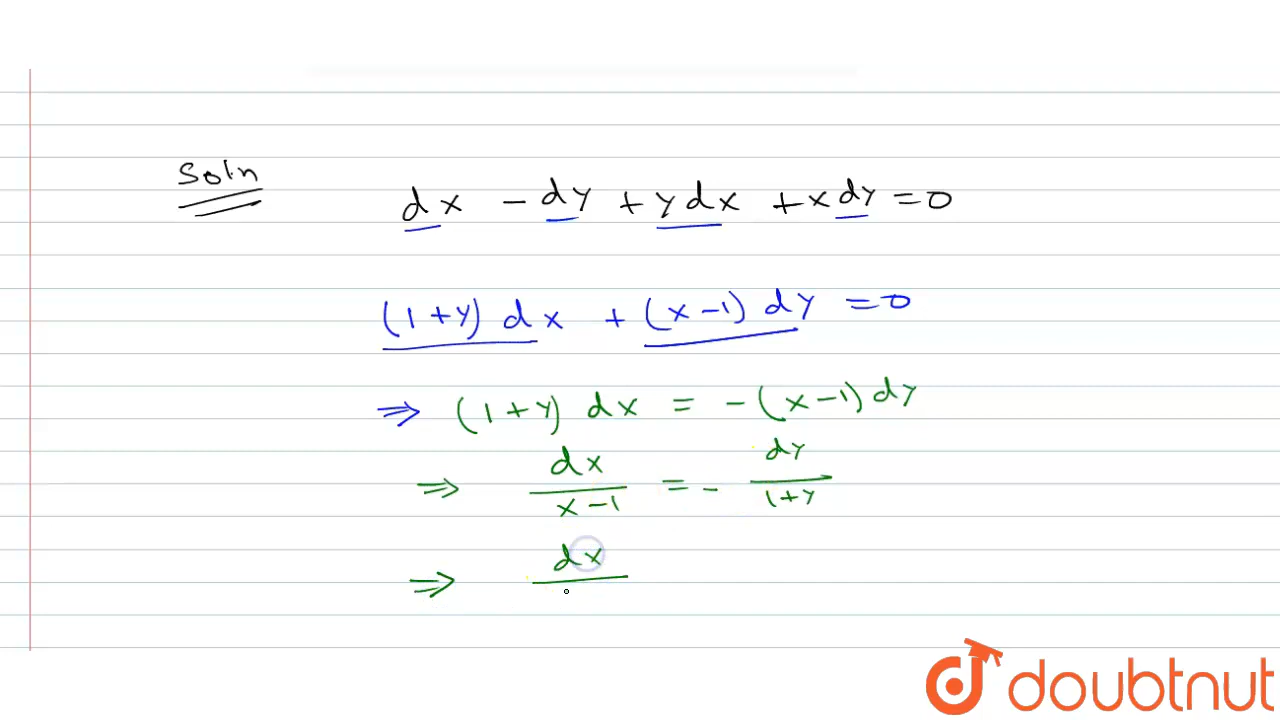 Soln
dx - dy + y dx + x dy = 0
(1+y) dx + (x-1) dy = 0
⇒ (1+y) dx = -(x-1) dy
⇒ dx/(x-1) = - dy/(1+y)
⇒ dx
doubtnut